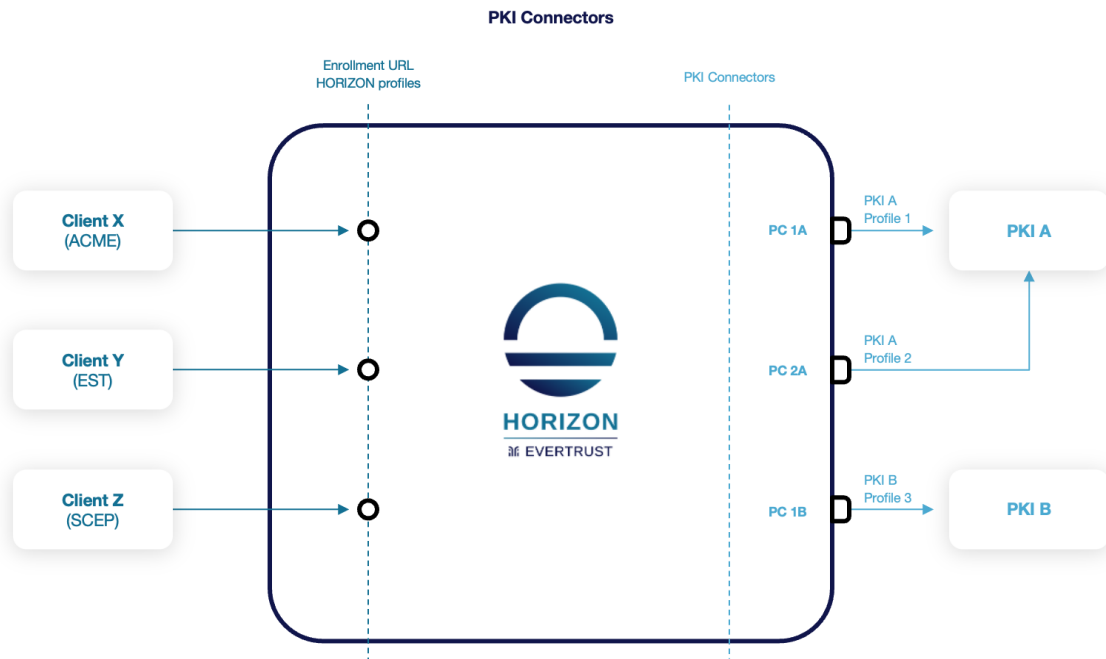 PKI Connectors
Enrollment URL
HORIZON profiles
PKI Connectors
Client X
(ACME)
PC 1A
PKI A
Profile 1
PKI A
Client Y
(EST)
PC 2A
PKI A
Profile 2
HORIZON
EVERTRUST
Client Z
(SCEP)
PC 1B
PKI B
Profile 3
PKI B